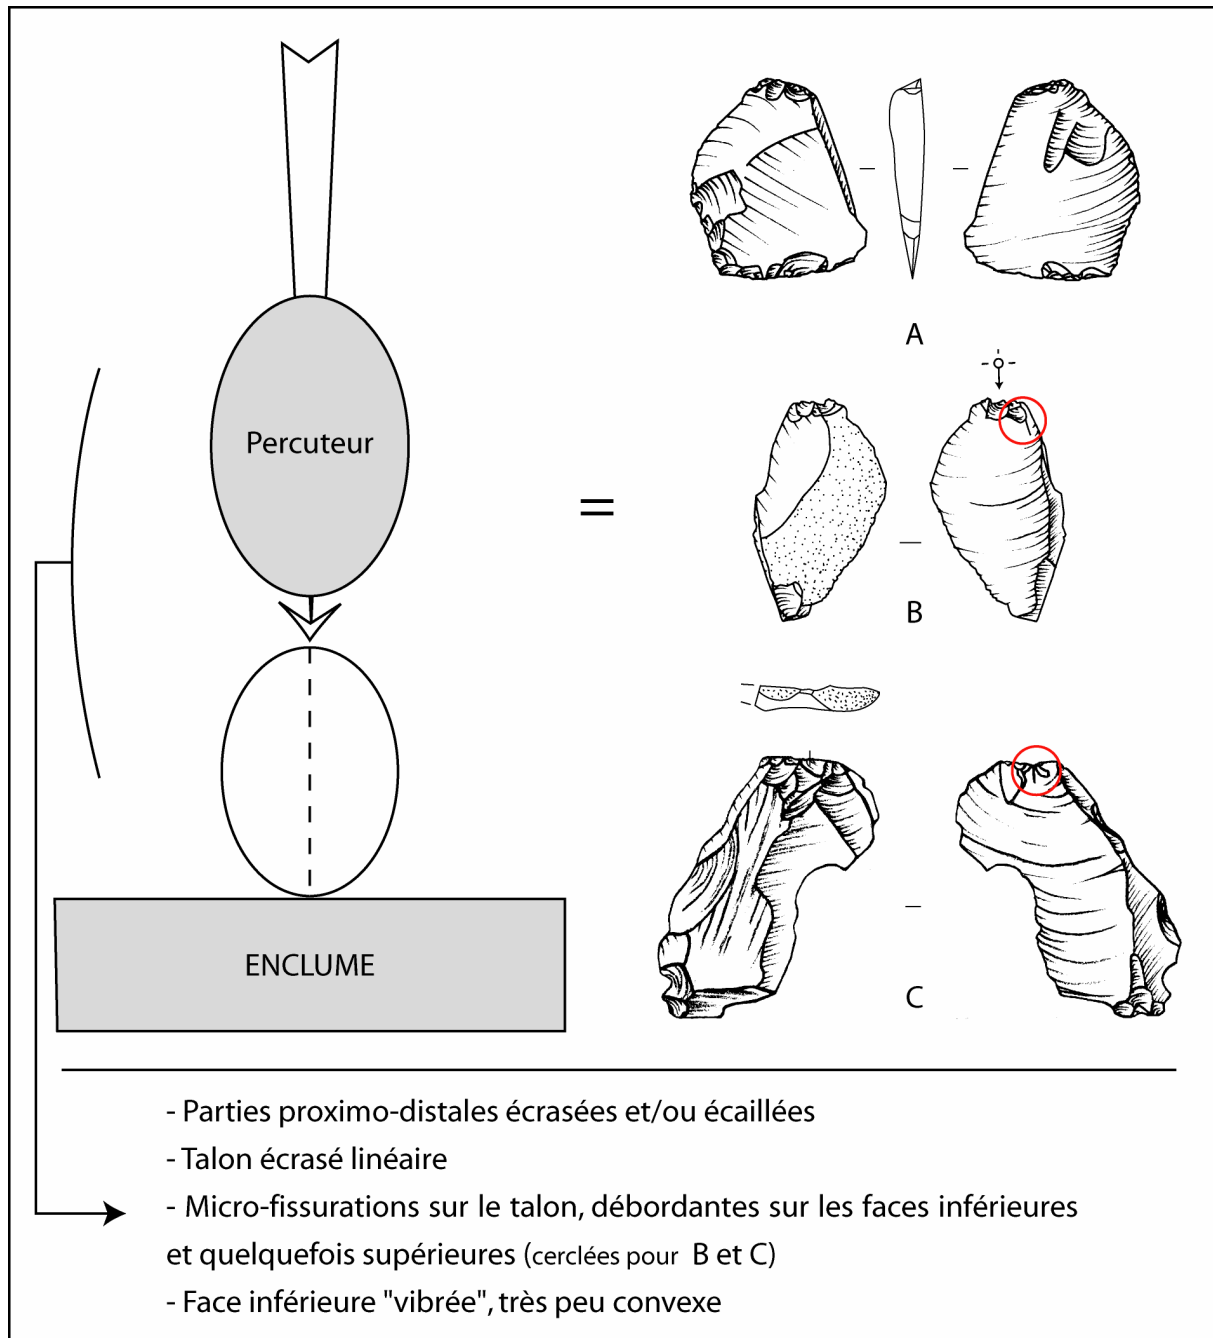 Percuteur
ENCLUME
=
A
B
C
- Parties proximo-distales écrasées et/ou écaillées
- Talon écrasé linéaire
- Micro-fissurations sur le talon, débordantes sur les faces inférieures
et quelquefois supérieures (cerclées pour B et C)
- Face inférieure "vibrée", très peu convexe